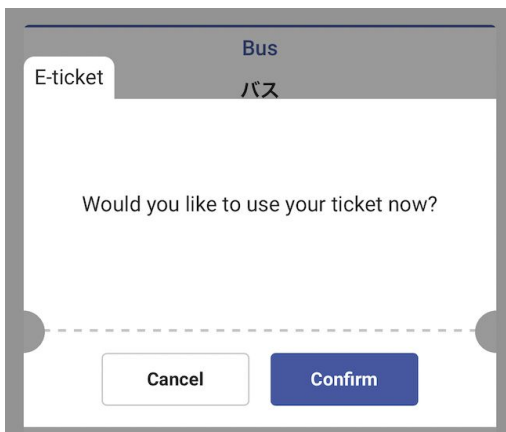 Bus
E-ticket
バス
Would you like to use your ticket now?
Cancel
Confirm